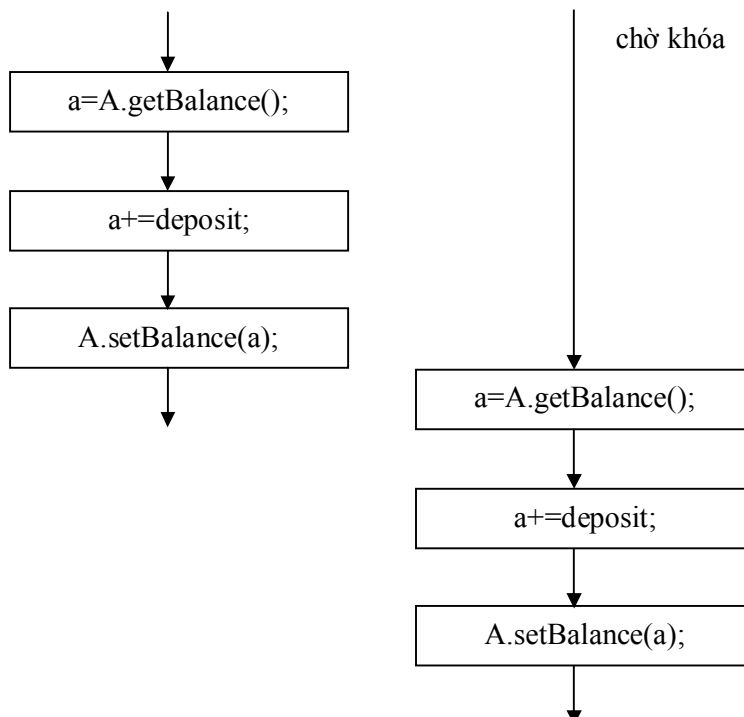 chờ khóa
a=A.getBalance();
a+=deposit;
A.setBalance(a);
a=A.getBalance();
a+=deposit;
A.setBalance(a);